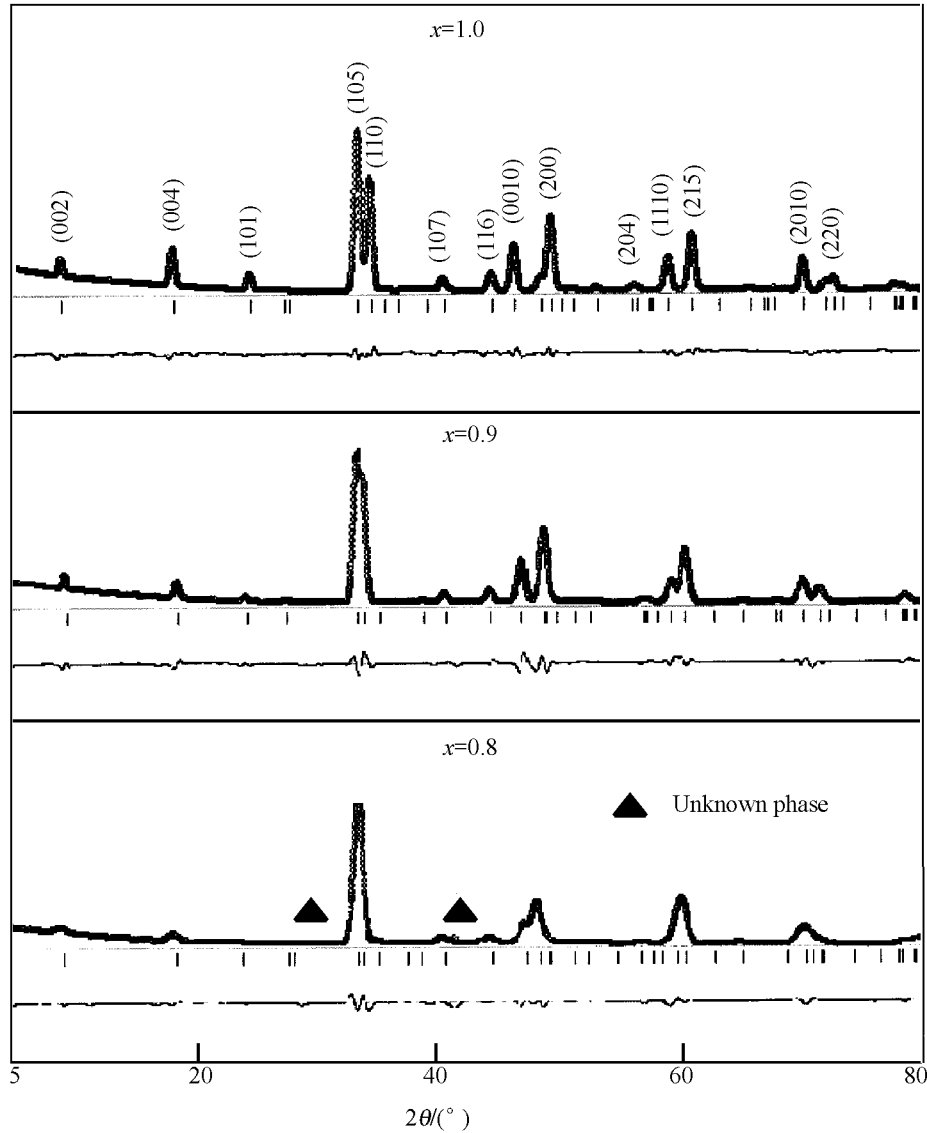 x=1.0
(002)
(004)
(101)
(105)
(110)
(107)
(116)
(0010)
(200)
(204)
(1110)
(215)
(2010)
(220)
x=0.9
x=0.8
Unknown phase
5 20 40 60 80
2θ/(°)